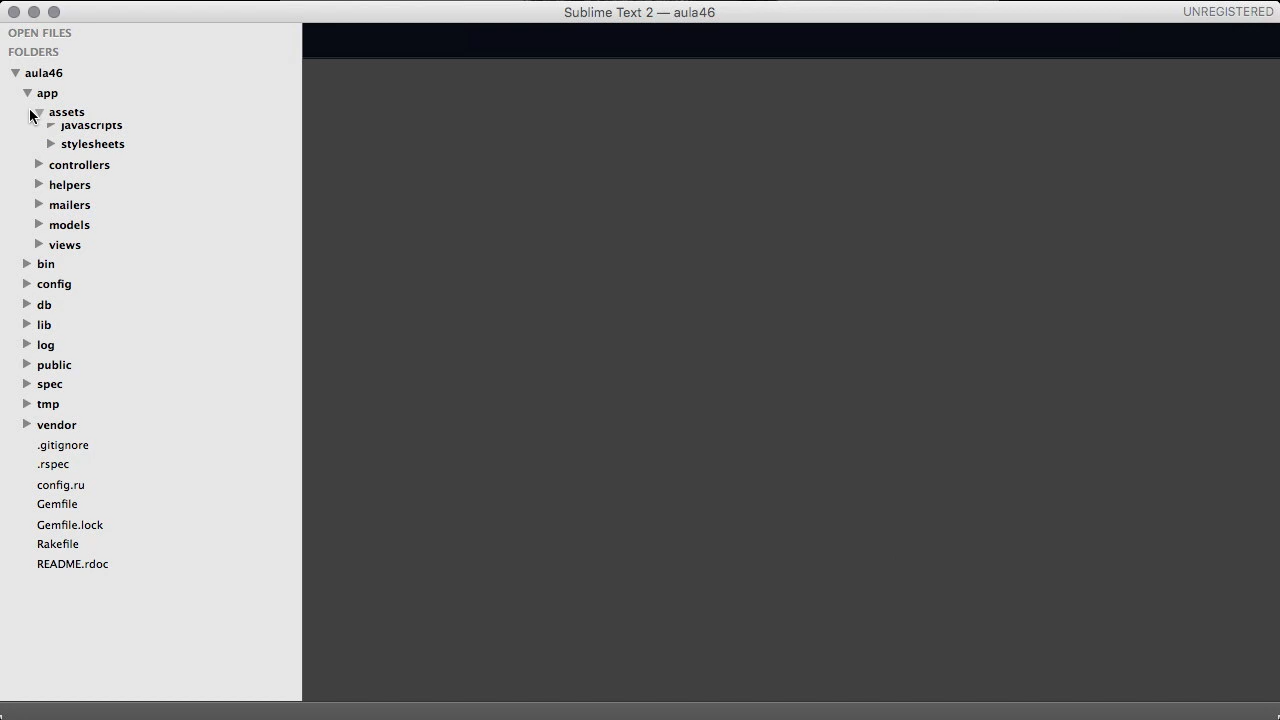 Sublime Text 2 — aula46
UNREGISTERED
OPEN FILES
FOLDERS
aula46
app
assets
javascripts
stylesheets
controllers
helpers
mailers
models
views
bin
config
db
lib
log
public
spec
tmp
vendor
.gitignore
.rspec
config.ru
Gemfile
Gemfile.lock
Rakefile
README.rdoc